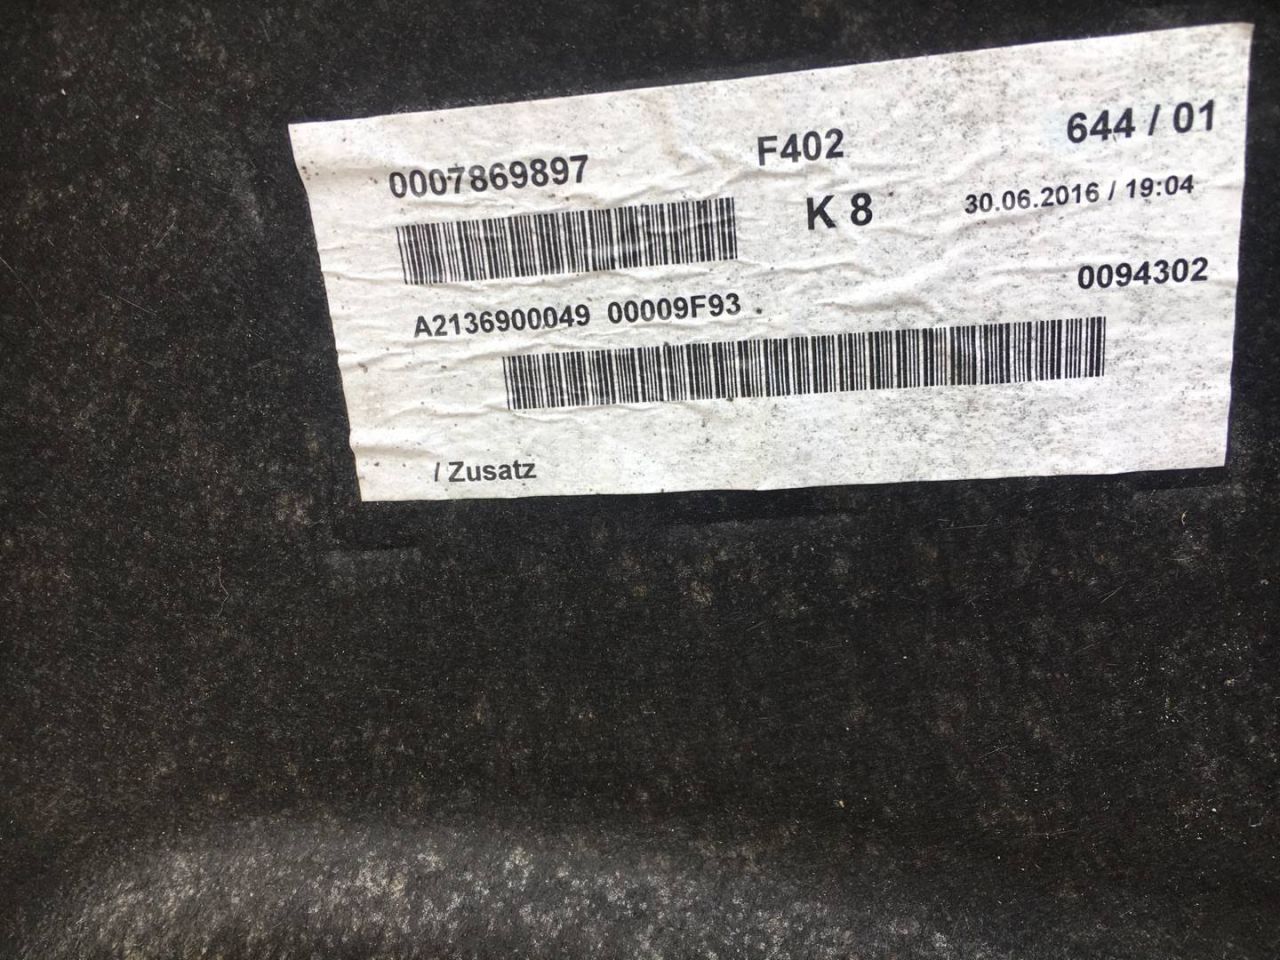 0007869897 F402 644 / 01
K 8 30.06.2016 / 19:04
0094302
A2136900049 00009F93 .
/ Zusatz